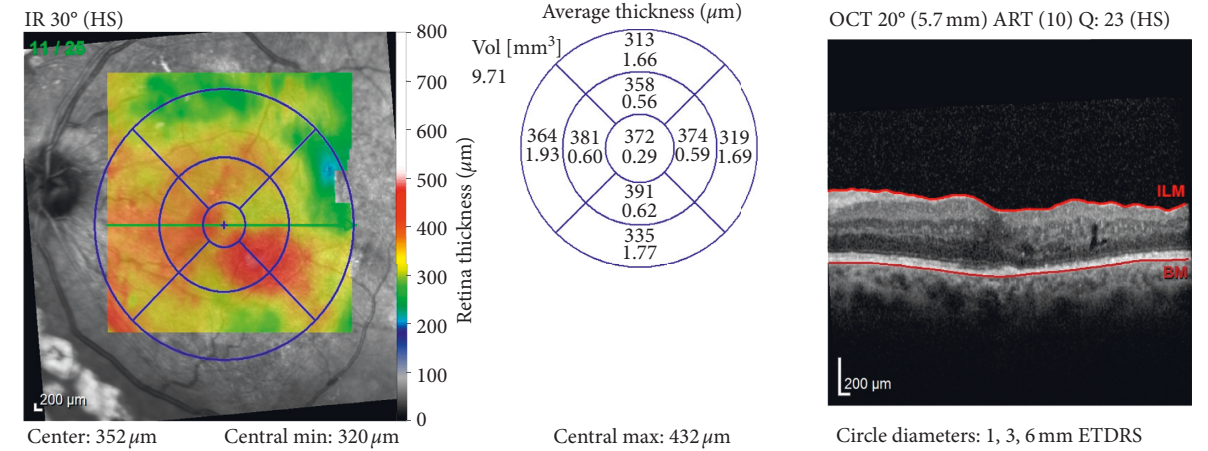 IR 30° (HS)
11 / 25
800
700
600
500
400
300
200
100
0
Retina thickness (µm)
200 µm
Center: 352 µm
Central min: 320 µm
Average thickness (µm)
Vol [mm³]
9.71
313
1.66
358
0.56
364 381 372 374 319
1.93 0.60 0.29 0.59 1.69
391
0.62
335
1.77
Central max: 432 µm
OCT 20° (5.7 mm) ART (10) Q: 23 (HS)
ILM
BM
200 µm
Circle diameters: 1, 3, 6 mm ETDRS